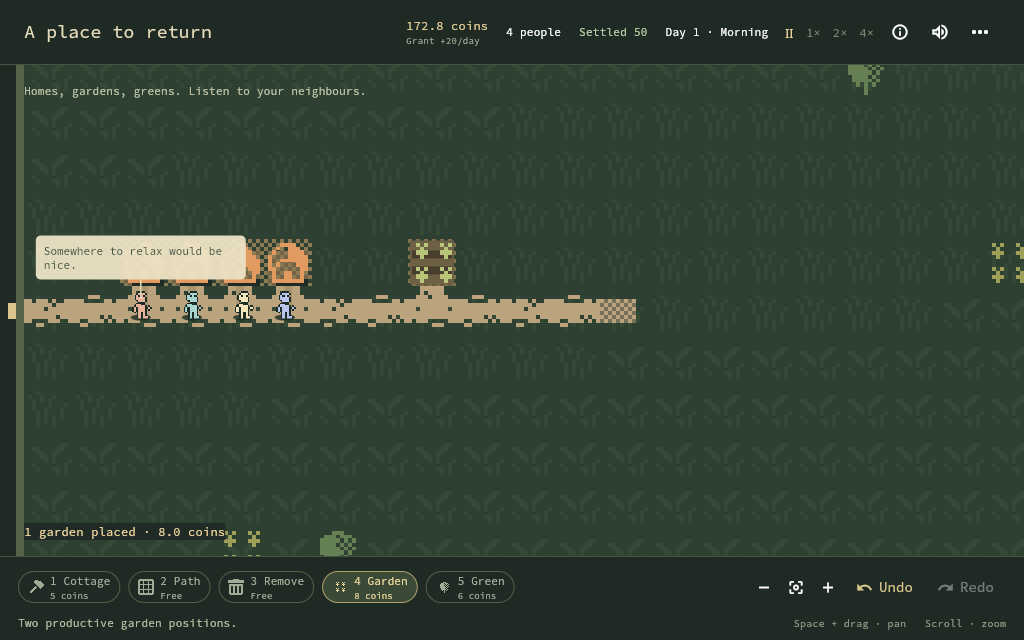 A place to return
172.8 coins
Grant +20/day
4 people
Settled 50
Day 1 · Morning
II
1×
2×
4×
Homes, gardens, greens. Listen to your neighbours.
Somewhere to relax would be
nice.
1 garden placed · 8.0 coins
1 Cottage
5 coins
2 Path
Free
3 Remove
Free
4 Garden
8 coins
5 Green
6 coins
Undo
Redo
Two productive garden positions.
Space + drag · pan
Scroll · zoom